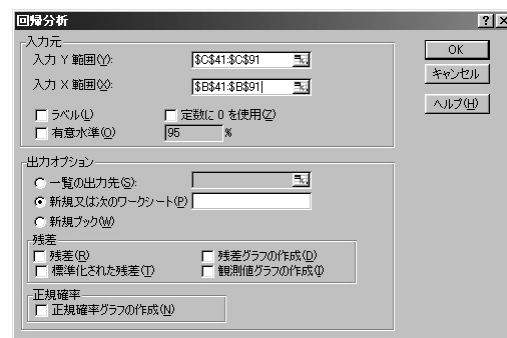 回帰分析
入力元
入力 Y 範囲(Y): $C$41:$C$91
入力 X 範囲(X): $B$41:$B$91
ラベル(L) 定数に 0 を使用(Z)
有意水準(O) 95 %
OK
キャンセル
ヘルプ(H)
出力オプション
一覧の出力先(S):
新規又は次のワークシート(P)
新規ブック(W)
残差
残差(R) 残差グラフの作成(D)
標準化された残差(T) 観測値グラフの作成(I)
正規確率
正規確率グラフの作成(N)